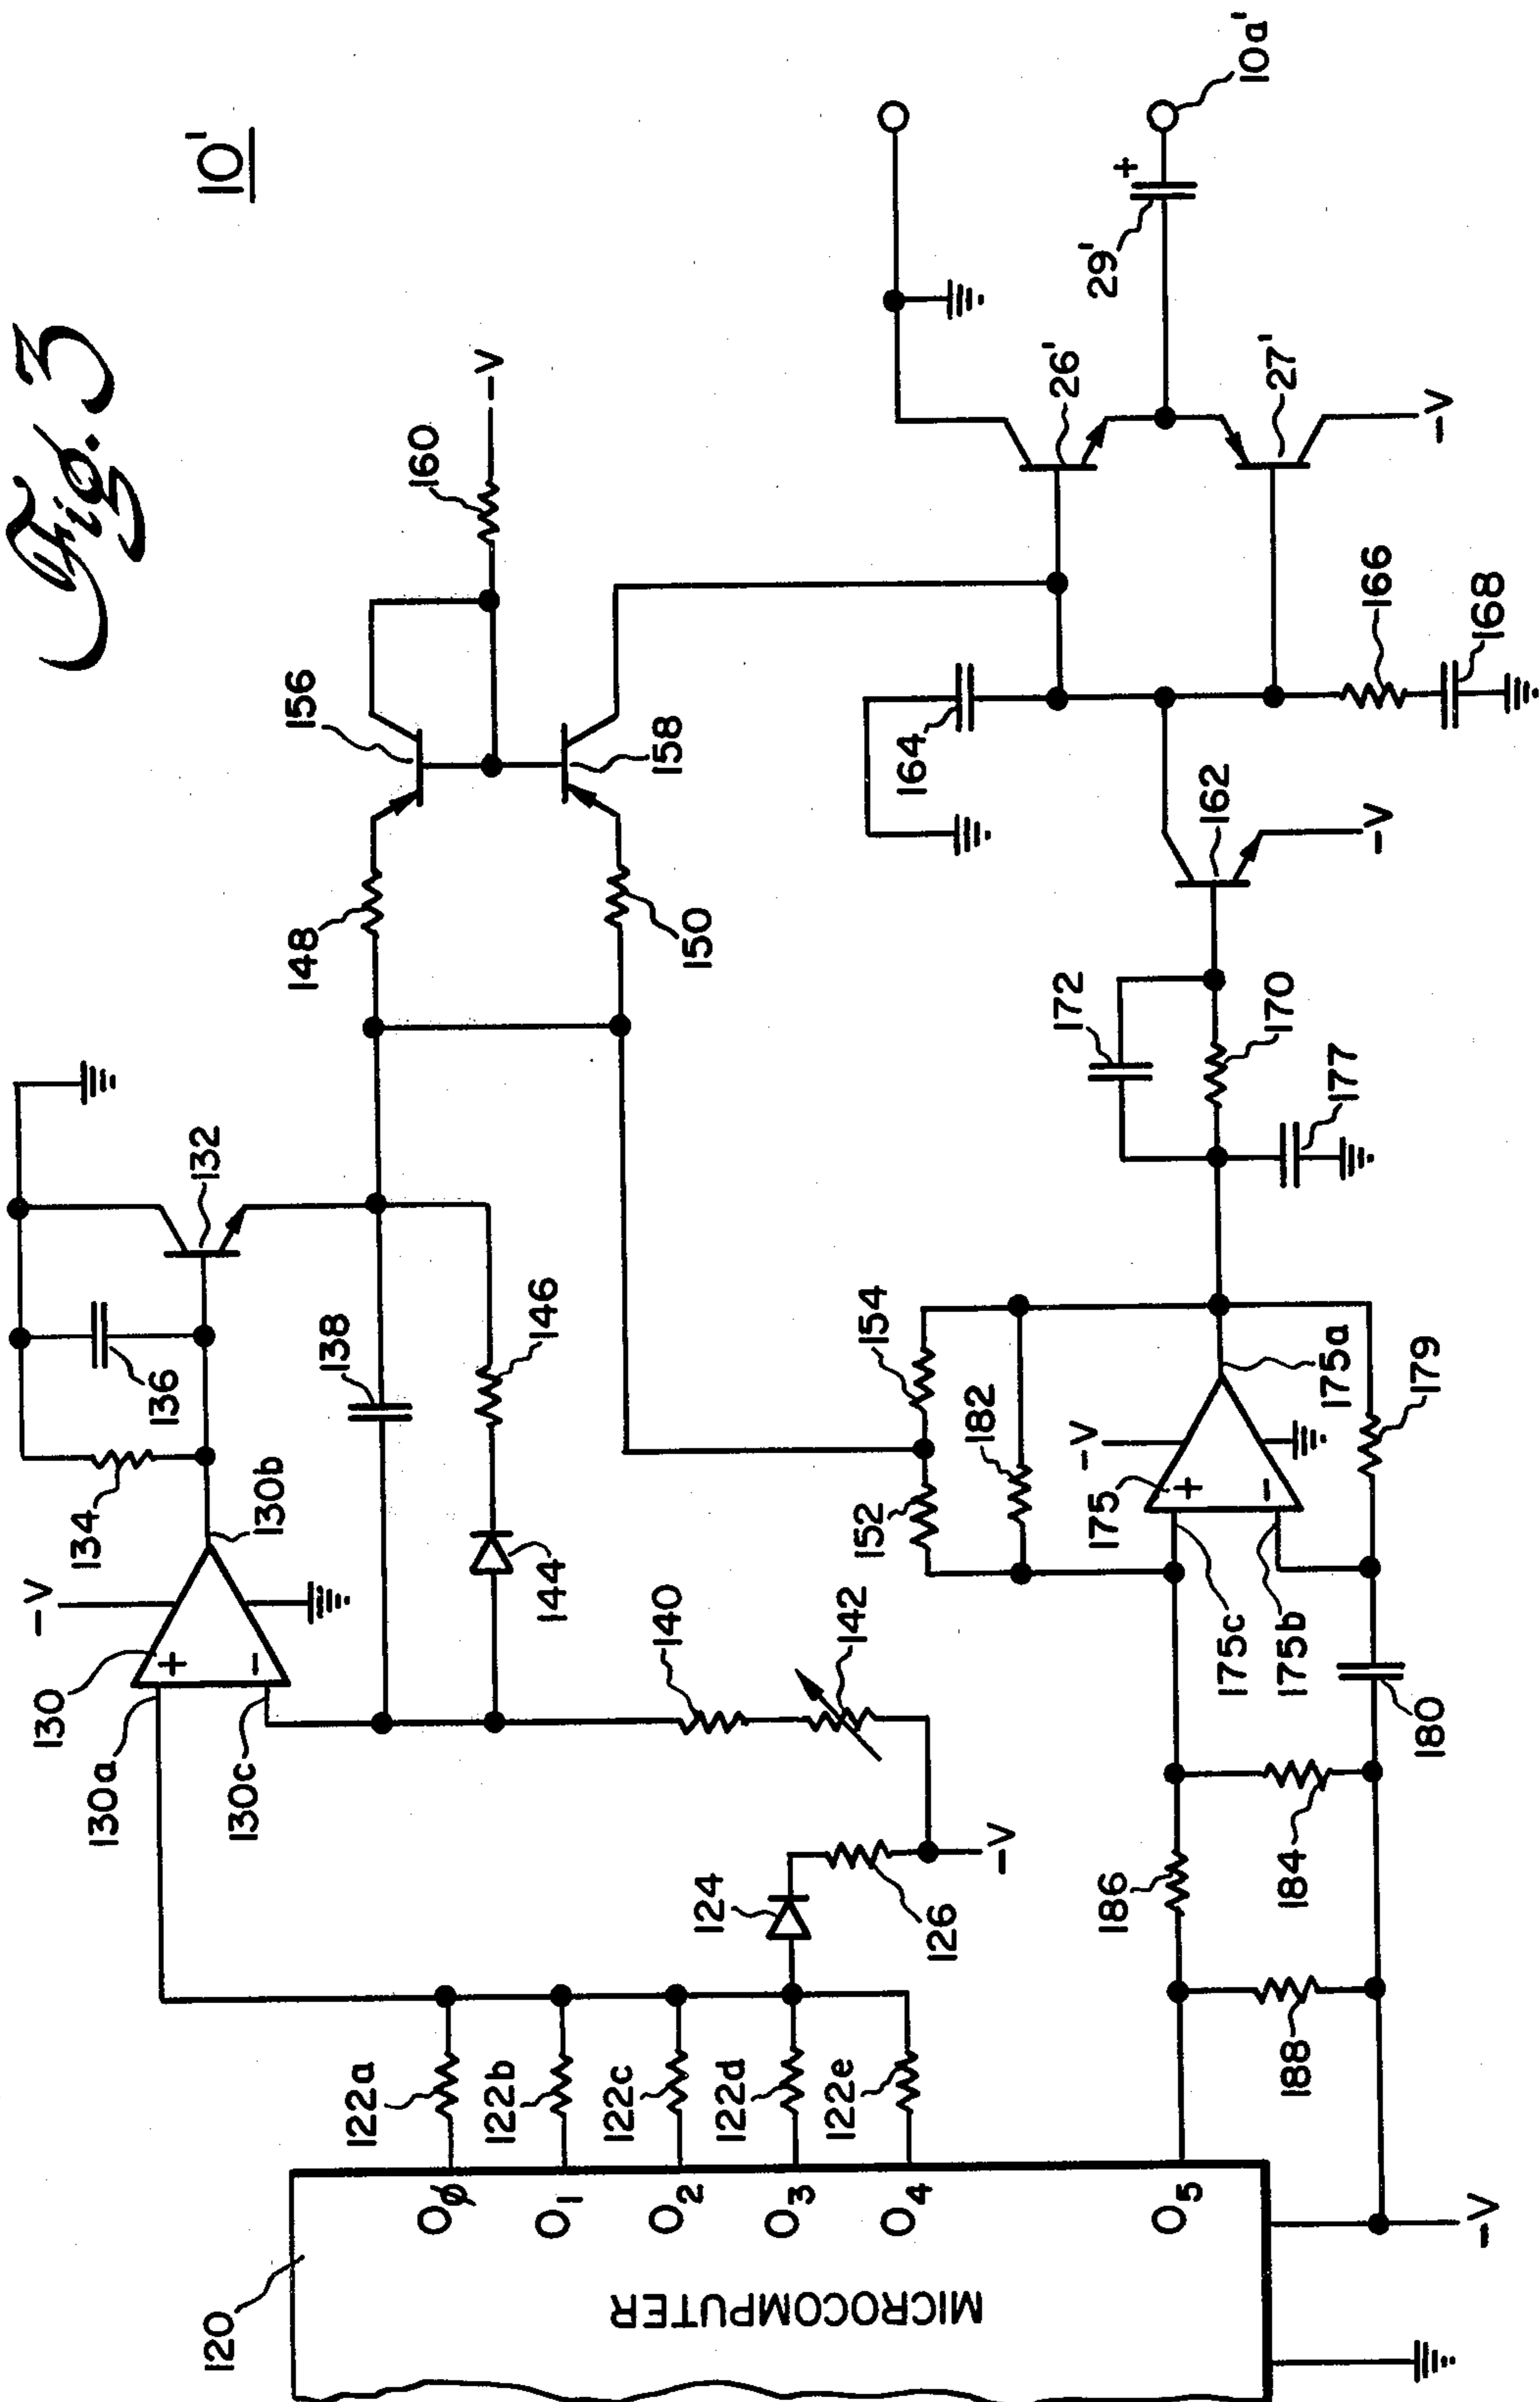 Fig. 3
10'
120
MICROCOMPUTER
OØ
O1
O2
O3
O4
O5
-V
122a
122b
122c
122d
122e
124
126
-V
130a
130
130c
+
-
-V
130b
134
136
132
138
144
146
140
142
148
150
156
158
160
-V
186
184
188
180
175c
175b
175
+
-
-V
175a
152
154
182
179
172
170
177
162
-V
164
166
168
26'
27'
-V
29'
+
10a'